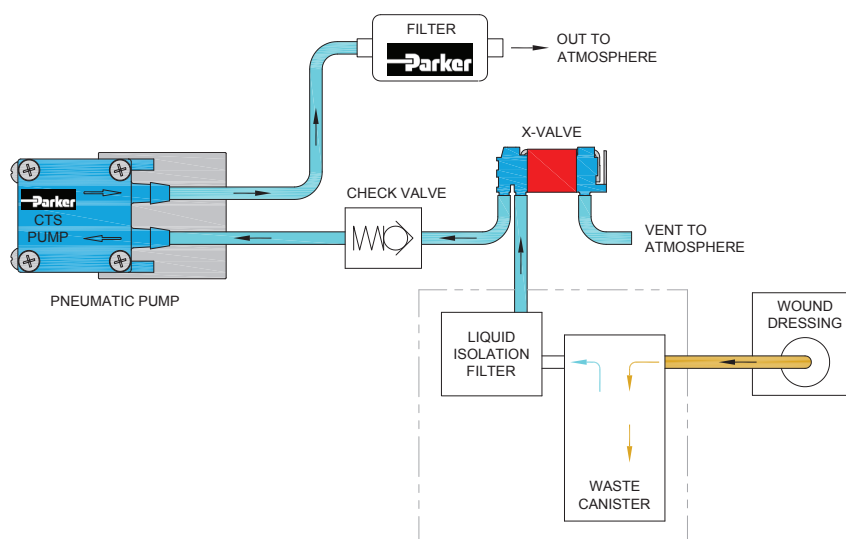 FILTER
Parker
OUT TO
ATMOSPHERE
X-VALVE
Parker
CTS
PUMP
CHECK VALVE
VENT TO
ATMOSPHERE
PNEUMATIC PUMP
LIQUID
ISOLATION
FILTER
WOUND
DRESSING
WASTE
CANISTER